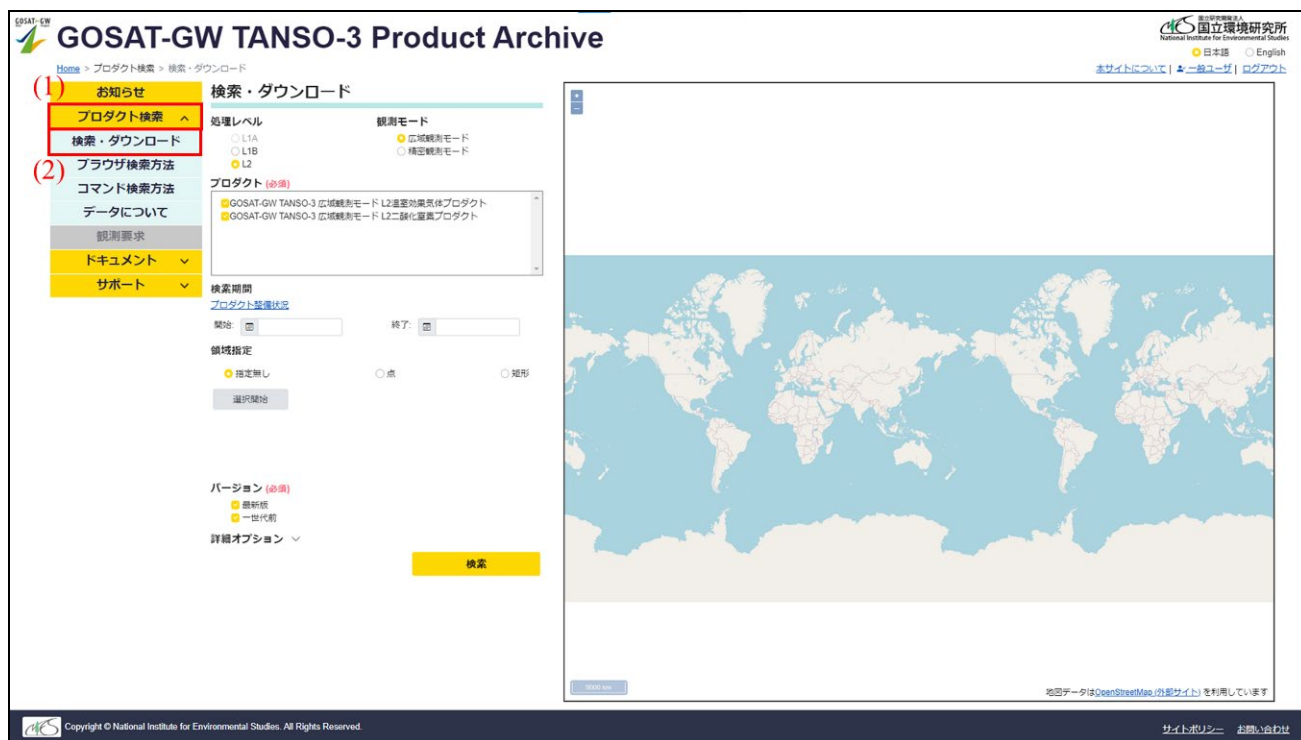 GOSAT-GW
GOSAT-GW TANSO-3 Product Archive
国立研究開発法人
国立環境研究所
National Institute for Environmental Studies
日本語 English
Home > プロダクト検索 > 検索・ダウンロード
本サイトについて | 一般ユーザ | ログアウト
(1)
お知らせ
プロダクト検索
検索・ダウンロード
(2)
ブラウザ検索方法
コマンド検索方法
データについて
観測要求
ドキュメント
サポート
検索・ダウンロード
処理レベル 観測モード
L1A 広域観測モード
L1B 精密観測モード
L2
プロダクト (必須)
GOSAT-GW TANSO-3 広域観測モード L2温室効果気体プロダクト
GOSAT-GW TANSO-3 広域観測モード L2二酸化窒素プロダクト
検索期間
プロダクト整備状況
開始: 終了:
領域指定
指定無し 点 矩形
選択開始
バージョン (必須)
最新版
一世代前
詳細オプション
検索
+
-
5000 km
地図データはOpenStreetMap (外部サイト) を利用しています
Copyright © National Institute for Environmental Studies. All Rights Reserved.
サイトポリシー お問い合わせ